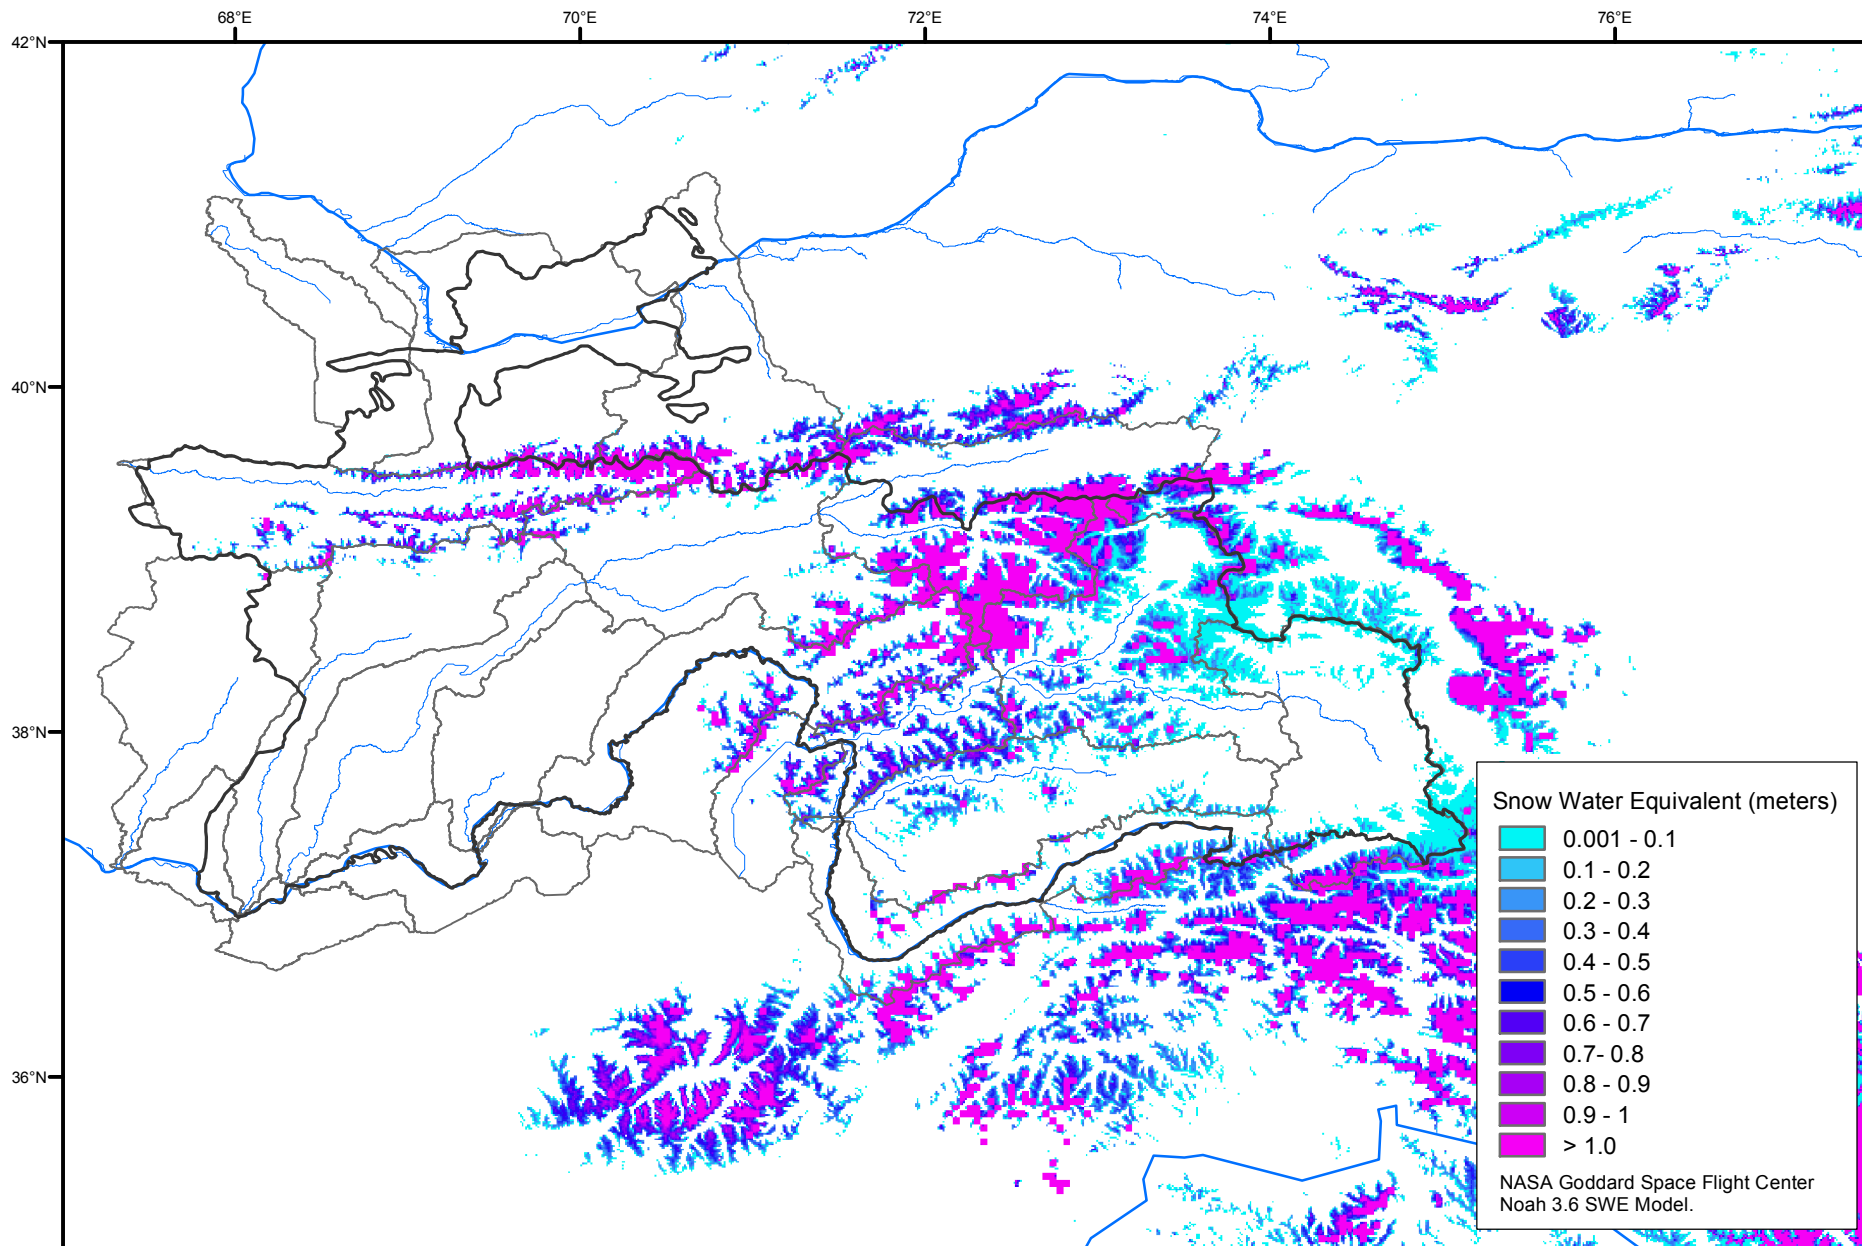 68°E 70°E 72°E 74°E 76°E
42°N
40°N
38°N
36°N
Snow Water Equivalent (meters)
0.001 - 0.1
0.1 - 0.2
0.2 - 0.3
0.3 - 0.4
0.4 - 0.5
0.5 - 0.6
0.6 - 0.7
0.7- 0.8
0.8 - 0.9
0.9 - 1
> 1.0
NASA Goddard Space Flight Center
Noah 3.6 SWE Model.